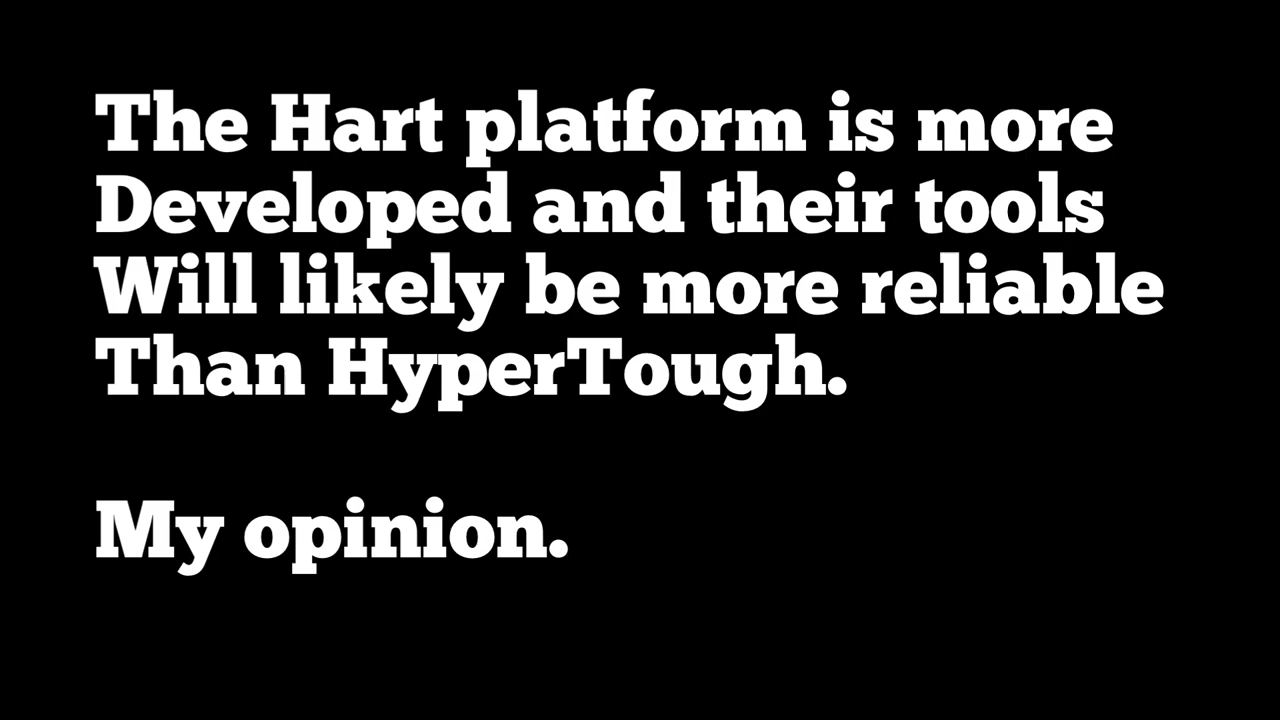 The Hart platform is more
Developed and their tools
Will likely be more reliable
Than HyperTough.
My opinion.